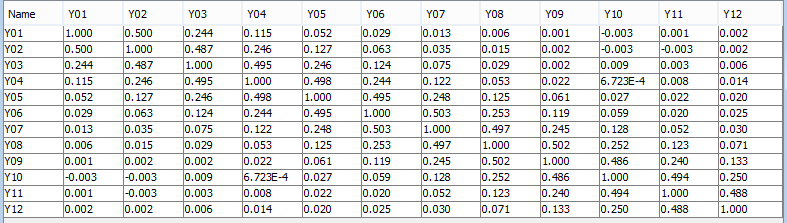 Name Y01 Y02 Y03 Y04 Y05 Y06 Y07 Y08 Y09 Y10 Y11 Y12
Y01 1.000 0.500 0.244 0.115 0.052 0.029 0.013 0.006 0.001 -0.003 0.001 0.002
Y02 0.500 1.000 0.487 0.246 0.127 0.063 0.035 0.015 0.002 -0.003 -0.003 0.002
Y03 0.244 0.487 1.000 0.495 0.246 0.124 0.075 0.029 0.002 0.009 0.003 0.006
Y04 0.115 0.246 0.495 1.000 0.498 0.244 0.122 0.053 0.022 6.723E-4 0.008 0.014
Y05 0.052 0.127 0.246 0.498 1.000 0.495 0.248 0.125 0.061 0.027 0.022 0.020
Y06 0.029 0.063 0.124 0.244 0.495 1.000 0.503 0.253 0.119 0.059 0.020 0.025
Y07 0.013 0.035 0.075 0.122 0.248 0.503 1.000 0.497 0.245 0.128 0.052 0.030
Y08 0.006 0.015 0.029 0.053 0.125 0.253 0.497 1.000 0.502 0.252 0.123 0.071
Y09 0.001 0.002 0.002 0.022 0.061 0.119 0.245 0.502 1.000 0.486 0.240 0.133
Y10 -0.003 -0.003 0.009 6.723E-4 0.027 0.059 0.128 0.252 0.486 1.000 0.494 0.250
Y11 0.001 -0.003 0.003 0.008 0.022 0.020 0.052 0.123 0.240 0.494 1.000 0.488
Y12 0.002 0.002 0.006 0.014 0.020 0.025 0.030 0.071 0.133 0.250 0.488 1.000